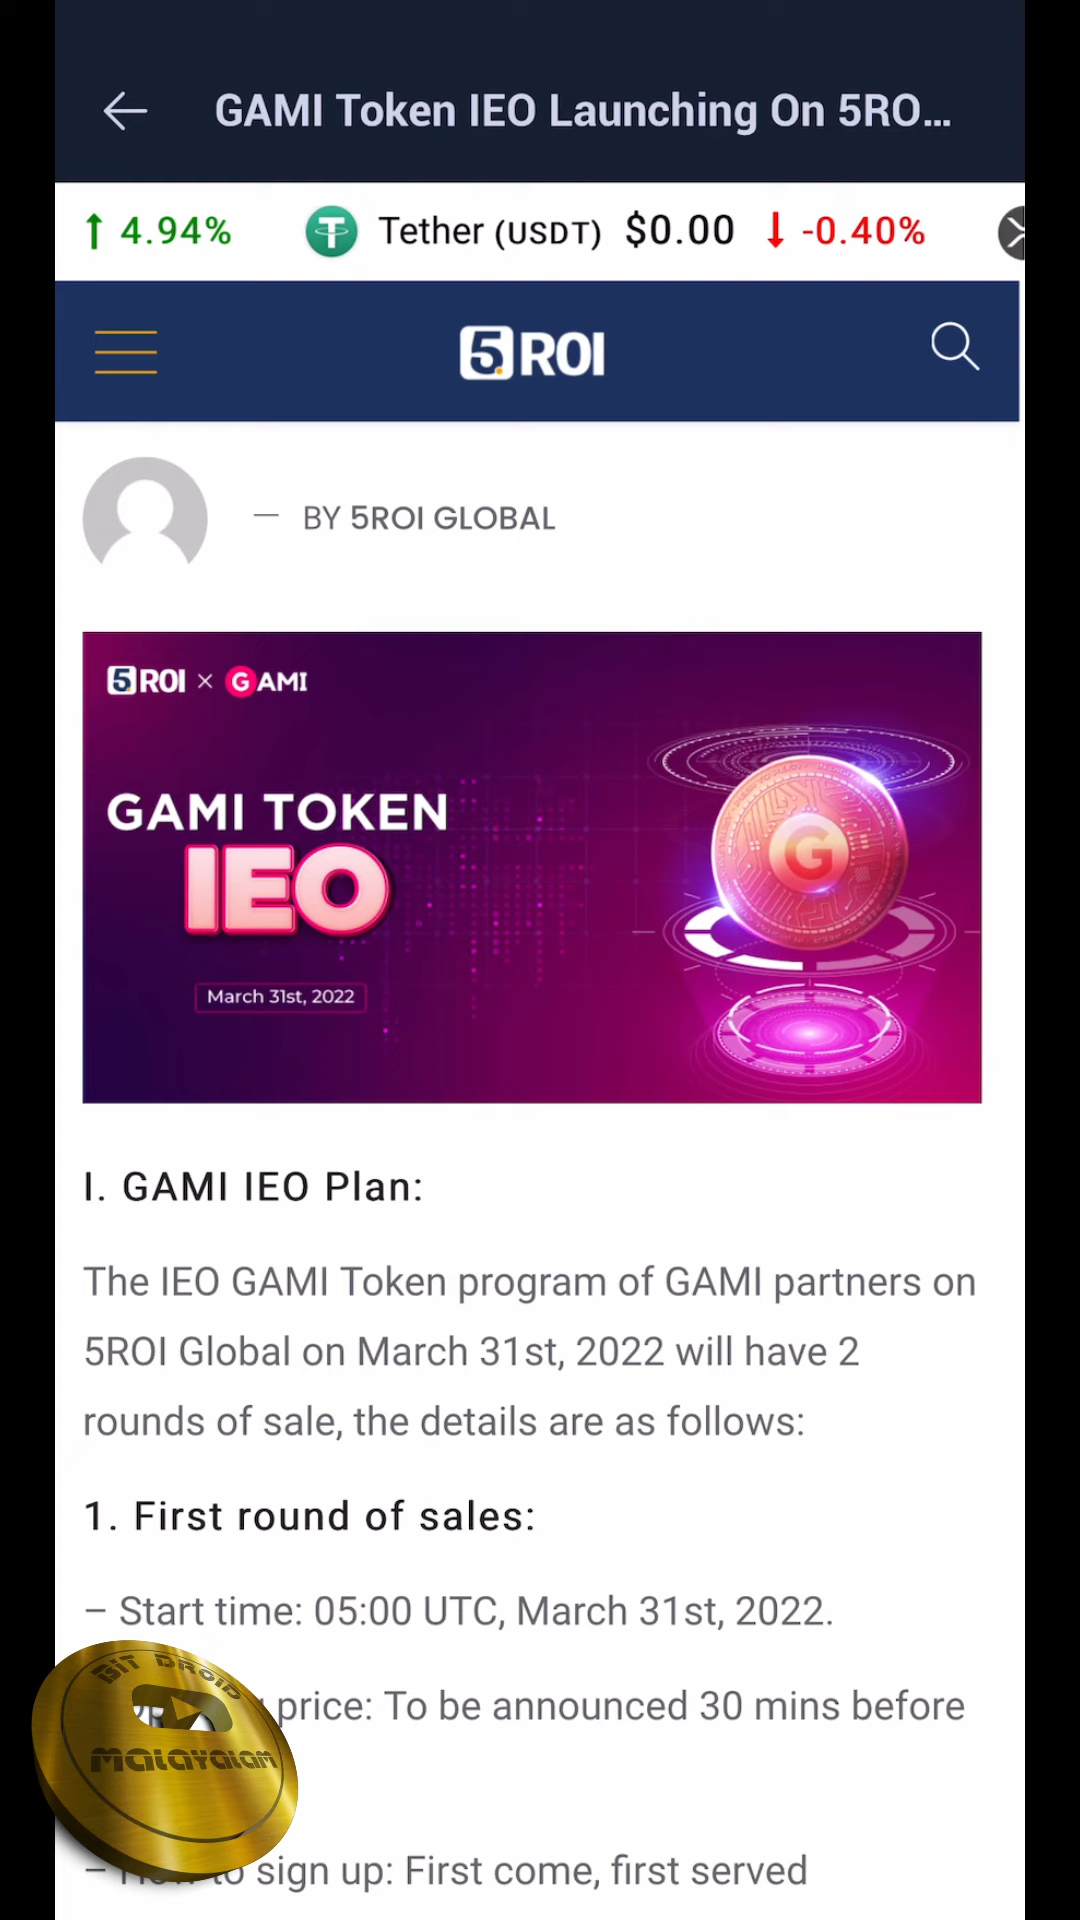 GAMI Token IEO Launching On 5RO...
4.94% Tether (USDT) $0.00 -0.40%
5ROI
— BY 5ROI GLOBAL
5ROI × GAMI
GAMI TOKEN
IEO
March 31st, 2022
I. GAMI IEO Plan:
The IEO GAMI Token program of GAMI partners on
5ROI Global on March 31st, 2022 will have 2
rounds of sale, the details are as follows:
1. First round of sales:
– Start time: 05:00 UTC, March 31st, 2022.
price: To be announced 30 mins before
BIT DROID
MALAYALAM
– How to sign up: First come, first served